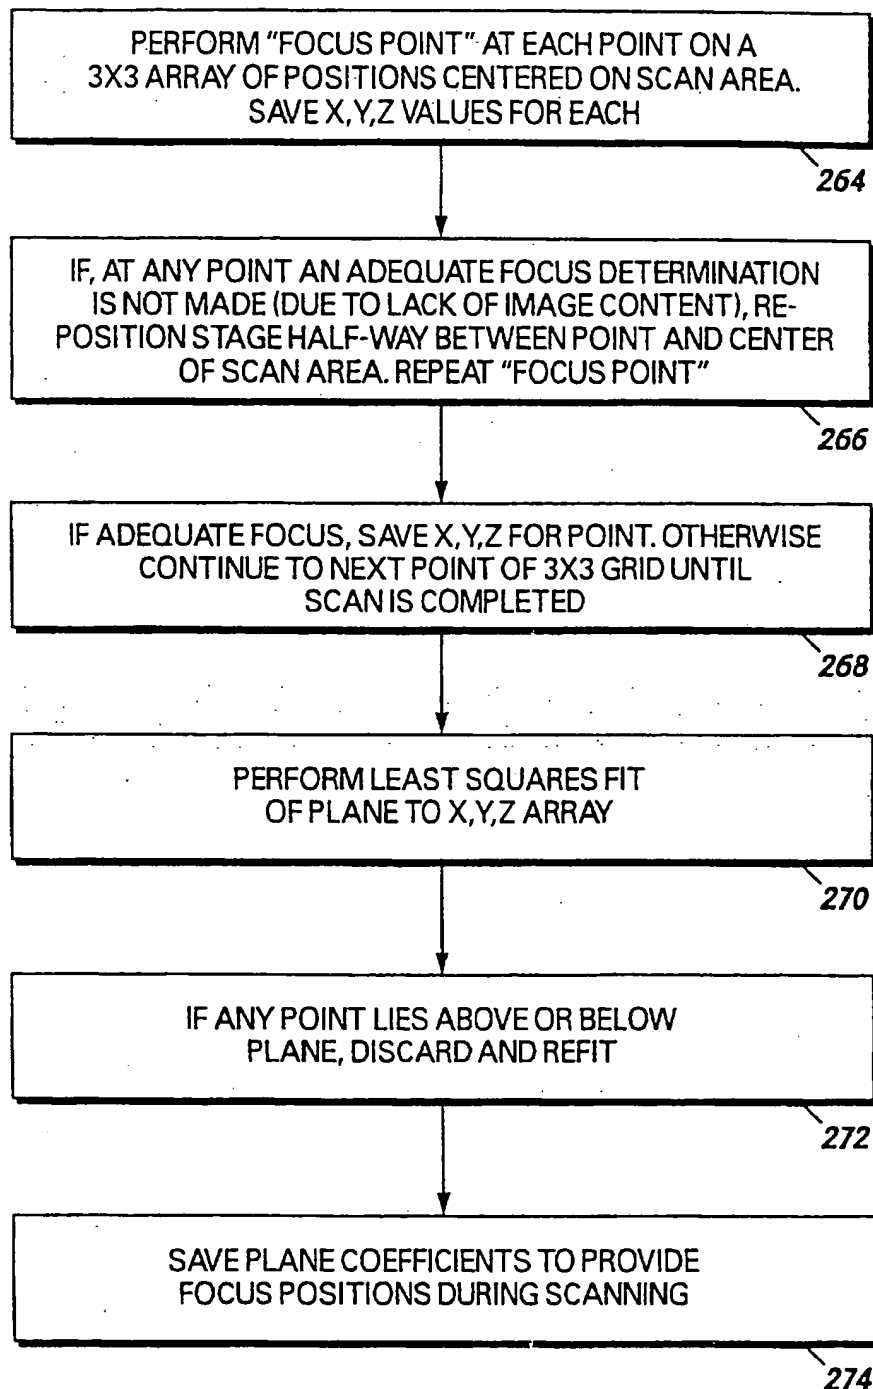 PERFORM "FOCUS POINT" AT EACH POINT ON A
3X3 ARRAY OF POSITIONS CENTERED ON SCAN AREA.
SAVE X,Y,Z VALUES FOR EACH
264
IF, AT ANY POINT AN ADEQUATE FOCUS DETERMINATION
IS NOT MADE (DUE TO LACK OF IMAGE CONTENT), RE-
POSITION STAGE HALF-WAY BETWEEN POINT AND CENTER
OF SCAN AREA. REPEAT "FOCUS POINT"
266
IF ADEQUATE FOCUS, SAVE X,Y,Z FOR POINT. OTHERWISE
CONTINUE TO NEXT POINT OF 3X3 GRID UNTIL
SCAN IS COMPLETED
268
PERFORM LEAST SQUARES FIT
OF PLANE TO X,Y,Z ARRAY
270
IF ANY POINT LIES ABOVE OR BELOW
PLANE, DISCARD AND REFIT
272
SAVE PLANE COEFFICIENTS TO PROVIDE
FOCUS POSITIONS DURING SCANNING
274